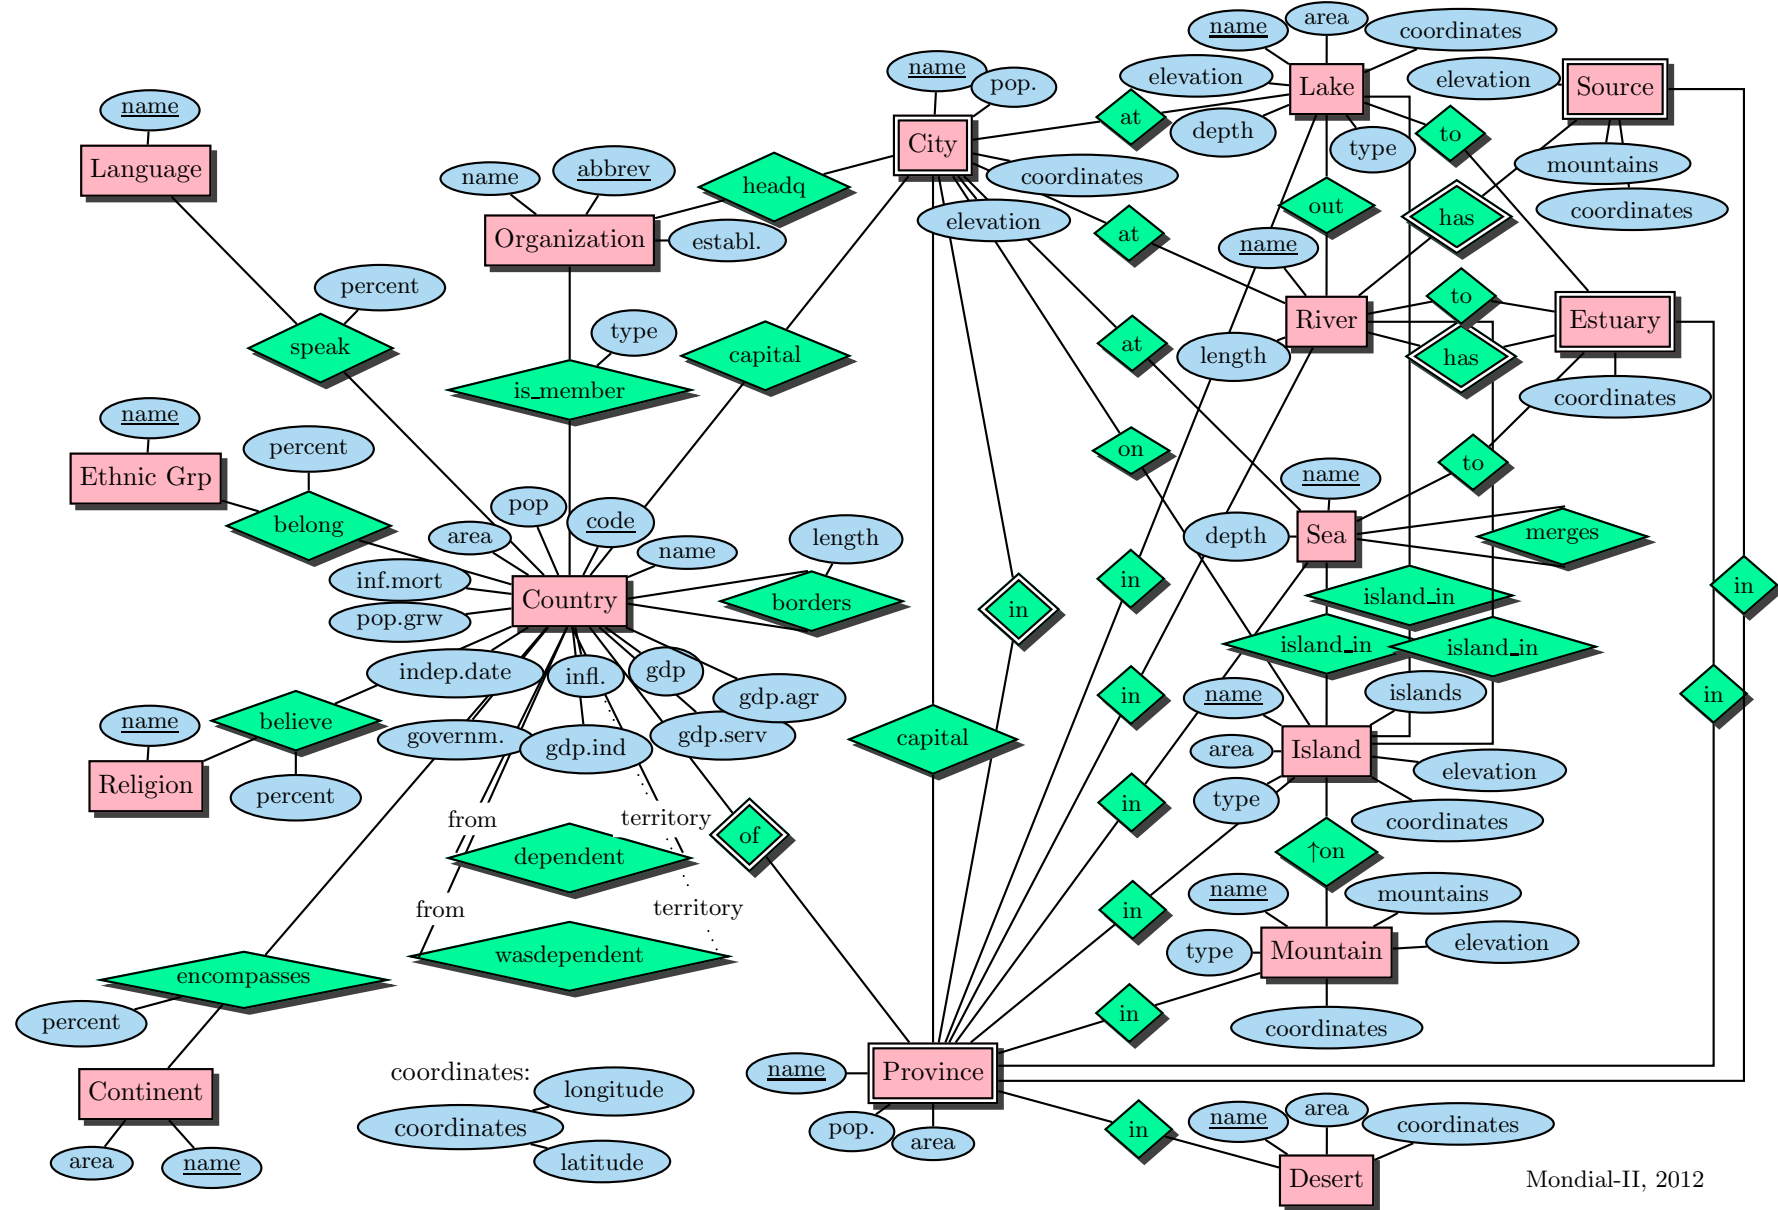 name
area
coordinates
elevation
Lake
elevation
Source
name
pop.
at
depth
type
to
mountains
coordinates
name
Language
City
name
abbrev
headq
coordinates
elevation
Organization
establ.
at
out
has
name
percent
speak
type
is_member
capital
at
River
length
to
has
Estuary
coordinates
name
Ethnic Grp
percent
belong
on
to
name
depth
Sea
merges
pop
code
area
name
length
inf.mort
pop.grw
Country
borders
in
in
in
island_in
island_in
island_in
indep.date
infl.
gdp
gdp.agr
in
in
name
islands
name
Religion
believe
percent
governm.
gdp.ind
gdp.serv
capital
area
Island
elevation
type
coordinates
in
from
territory
dependent
of
↑on
from
territory
wasdependent
in
name
mountains
type
Mountain
elevation
coordinates
encompasses
percent
in
Continent
area
name
coordinates:
longitude
coordinates
latitude
name
Province
pop.
area
in
name
area
coordinates
Desert
Mondial-II, 2012